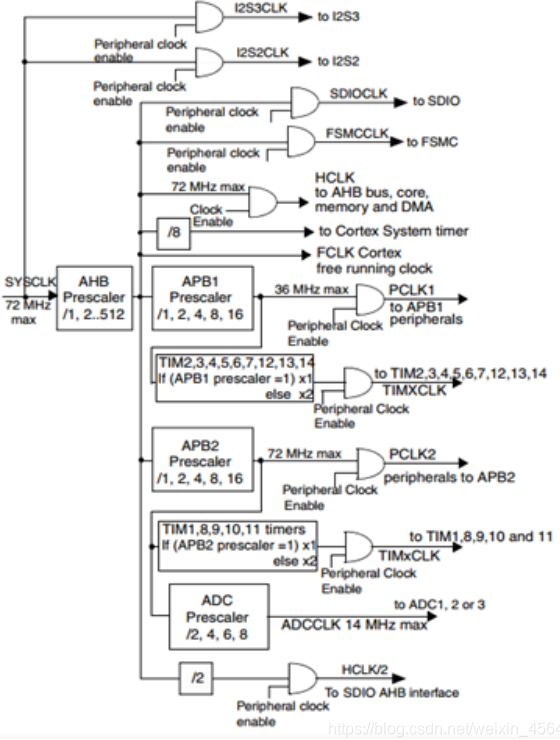 I2S3CLK
to I2S3
Peripheral clock
enable
I2S2CLK
to I2S2
Peripheral clock
enable
SDIOCLK
to SDIO
Peripheral clock
enable
FSMCCLK
to FSMC
Peripheral clock
enable
72 MHz max
HCLK
to AHB bus, core,
memory and DMA
Clock
Enable
/8
to Cortex System timer
FCLK Cortex
free running clock
SYSCLK
72 MHz
max
AHB
Prescaler
/1, 2..512
APB1
Prescaler
/1, 2, 4, 8, 16
36 MHz max
PCLK1
to APB1
peripherals
Peripheral Clock
Enable
TIM2,3,4,5,6,7,12,13,14
If (APB1 prescaler =1) x1
else x2
to TIM2,3,4,5,6,7,12,13,14
TIMXCLK
Peripheral Clock
Enable
APB2
Prescaler
/1, 2, 4, 8, 16
72 MHz max
PCLK2
peripherals to APB2
Peripheral Clock
Enable
TIM1,8,9,10,11 timers
If (APB2 prescaler =1) x1
else x2
to TIM1,8,9,10 and 11
TIMxCLK
Peripheral Clock
Enable
ADC
Prescaler
/2, 4, 6, 8
to ADC1, 2 or 3
ADCCLK 14 MHz max
/2
HCLK/2
To SDIO AHB interface
Peripheral clock
enable
https://blog.csdn.net/weixin_4564